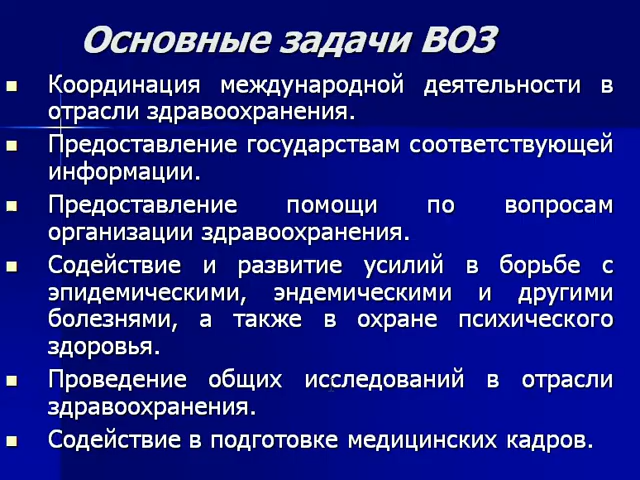 Основные задачи ВОЗ
Координация международной деятельности в
отрасли здравоохранения.
Предоставление государствам соответствующей
информации.
Предоставление помощи по вопросам
организации здравоохранения.
Содействие и развитие усилий в борьбе с
эпидемическими, эндемическими и другими
болезнями, а также в охране психического
здоровья.
Проведение общих исследований в отрасли
здравоохранения.
Содействие в подготовке медицинских кадров.